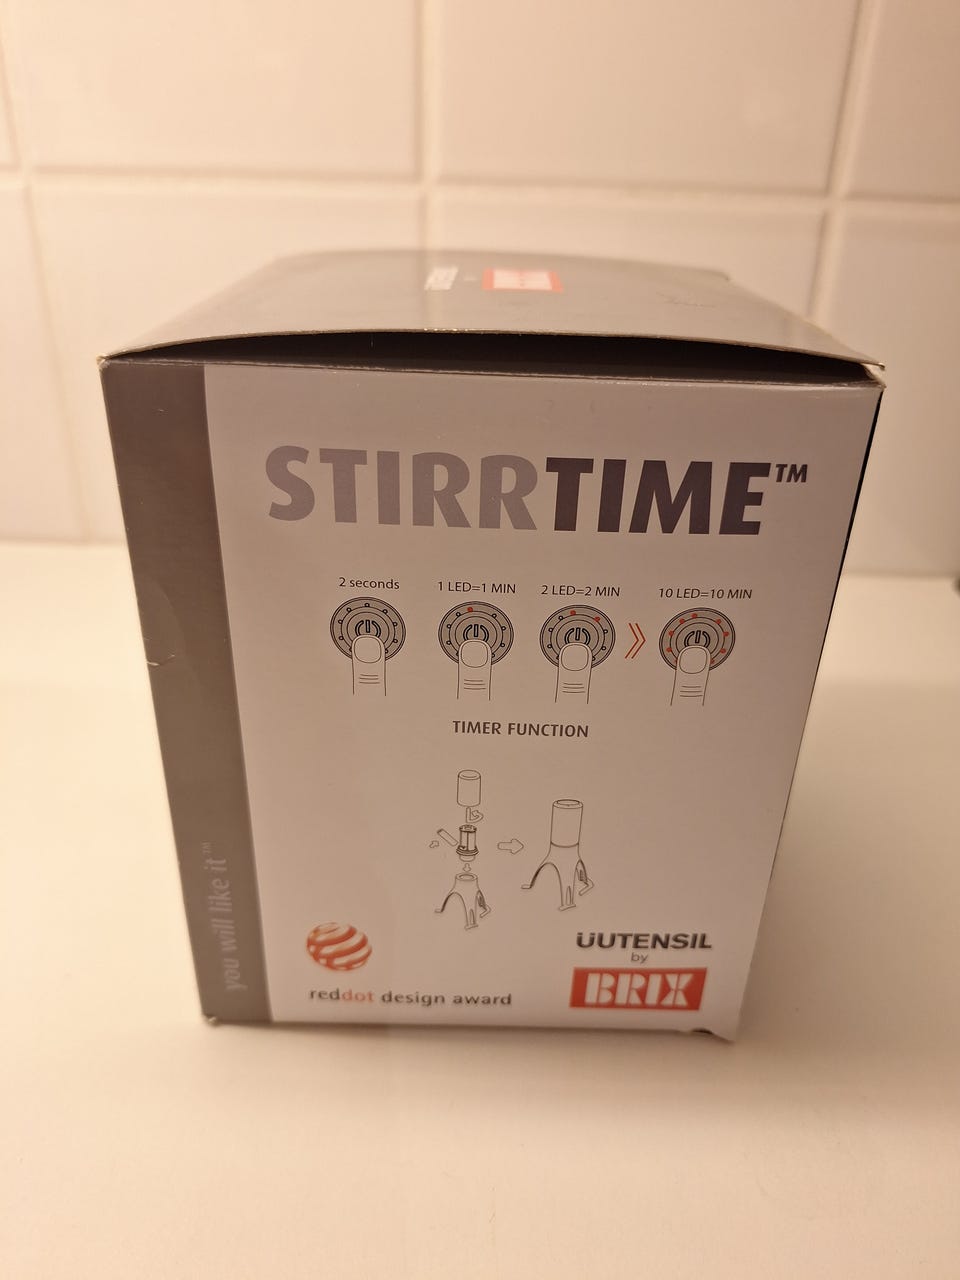 STIRRTIME™
2 seconds
1 LED=1 MIN
2 LED=2 MIN
10 LED=10 MIN
TIMER FUNCTION
you will like it™
reddot design award
ÜUTENSIL
by
BRIX